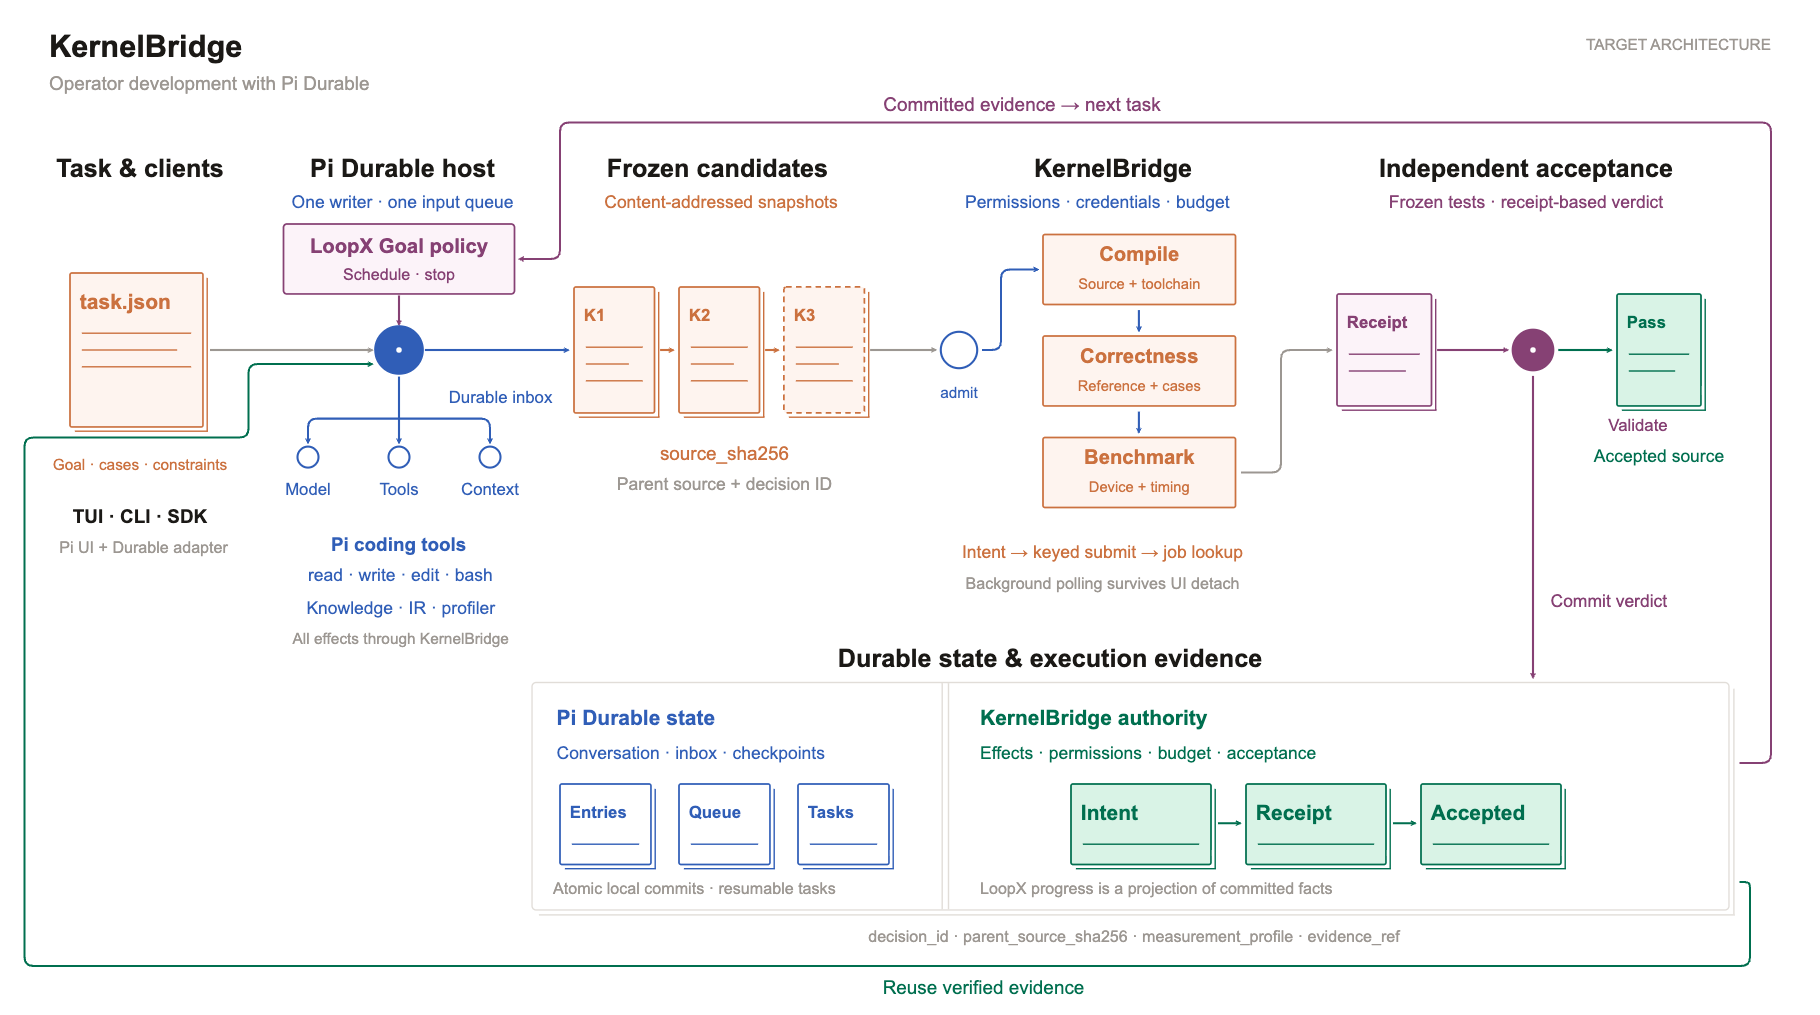 KernelBridge
TARGET ARCHITECTURE
Operator development with Pi Durable
Committed evidence → next task
Task & clients
Pi Durable host
Frozen candidates
KernelBridge
Independent acceptance
One writer · one input queue
Content-addressed snapshots
Permissions · credentials · budget
Frozen tests · receipt-based verdict
LoopX Goal policy
Schedule · stop
task.json
Goal · cases · constraints
TUI · CLI · SDK
Pi UI + Durable adapter
Durable inbox
Model
Tools
Context
Pi coding tools
read · write · edit · bash
Knowledge · IR · profiler
All effects through KernelBridge
K1
K2
K3
source_sha256
Parent source + decision ID
admit
Compile
Source + toolchain
Correctness
Reference + cases
Benchmark
Device + timing
Intent → keyed submit → job lookup
Background polling survives UI detach
Receipt
Pass
Validate
Accepted source
Commit verdict
Durable state & execution evidence
Pi Durable state
Conversation · inbox · checkpoints
Entries
Queue
Tasks
Atomic local commits · resumable tasks
KernelBridge authority
Effects · permissions · budget · acceptance
Intent
Receipt
Accepted
LoopX progress is a projection of committed facts
decision_id · parent_source_sha256 · measurement_profile · evidence_ref
Reuse verified evidence